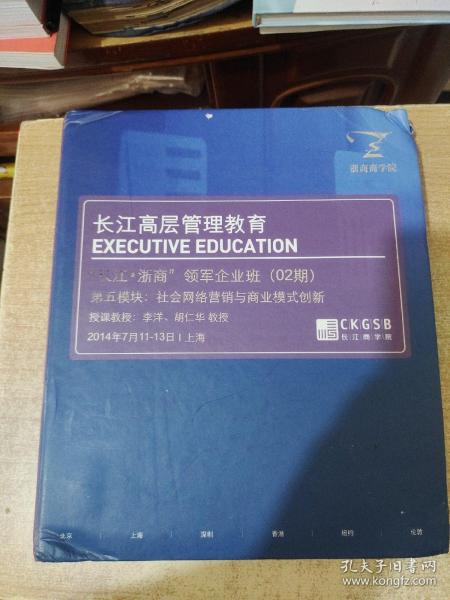 浙商商学院
长江高层管理教育
EXECUTIVE EDUCATION
“长江•浙商”领军企业班（02期）
第五模块：社会网络营销与商业模式创新
授课教授：李洋、胡仁华 教授
2014年7月11-13日 | 上海
CKGSB
长江商学院
北京 上海 深圳 香港 纽约 伦敦
孔夫子旧书网
www.kongfz.com